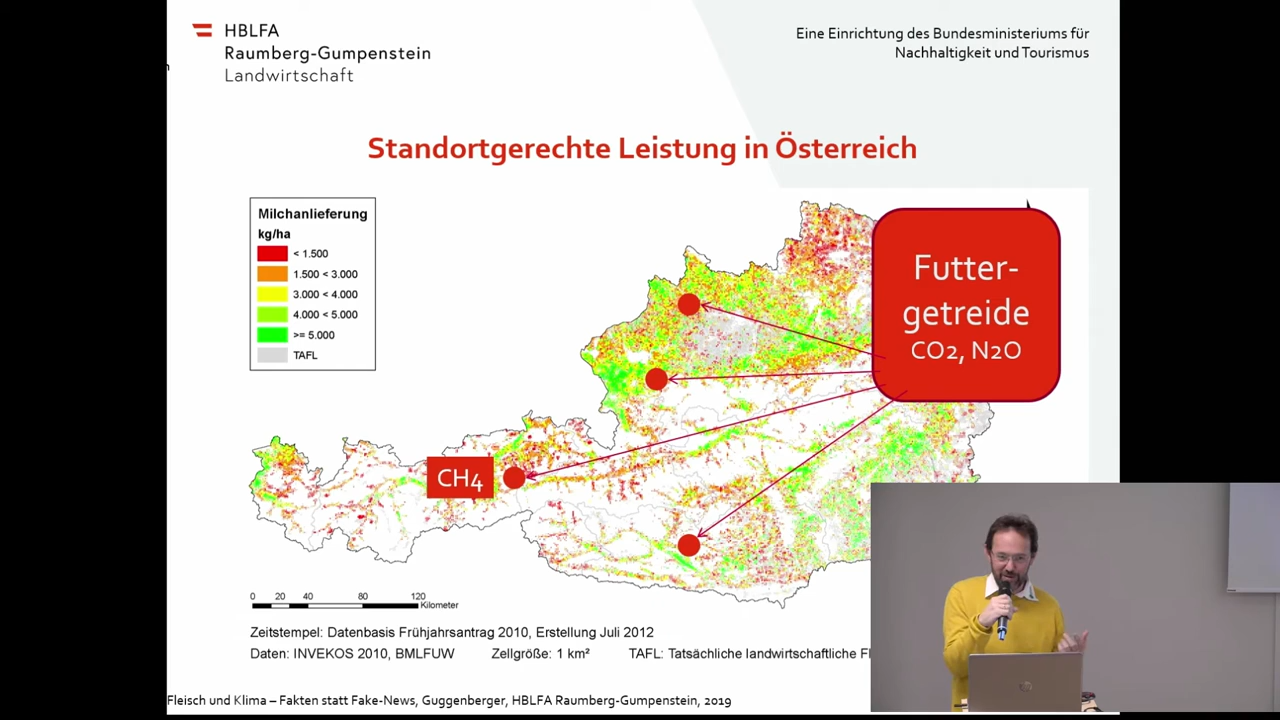 HBLFA
Raumberg-Gumpenstein
Landwirtschaft
Eine Einrichtung des Bundesministeriums für
Nachhaltigkeit und Tourismus
Standortgerechte Leistung in Österreich
Milchanlieferung
kg/ha
< 1.500
1.500 < 3.000
3.000 < 4.000
4.000 < 5.000
>= 5.000
TAFL
Futter-
getreide
CO2, N2O
CH4
0 20 40 80 120
Kilometer
Zeitstempel: Datenbasis Frühjahrsantrag 2010, Erstellung Juli 2012
Daten: INVEKOS 2010, BMLFUW Zellgröße: 1 km² TAFL: Tatsächliche landwirtschaftliche
Fleisch und Klima – Fakten statt Fake-News, Guggenberger, HBLFA Raumberg-Gumpenstein, 2019